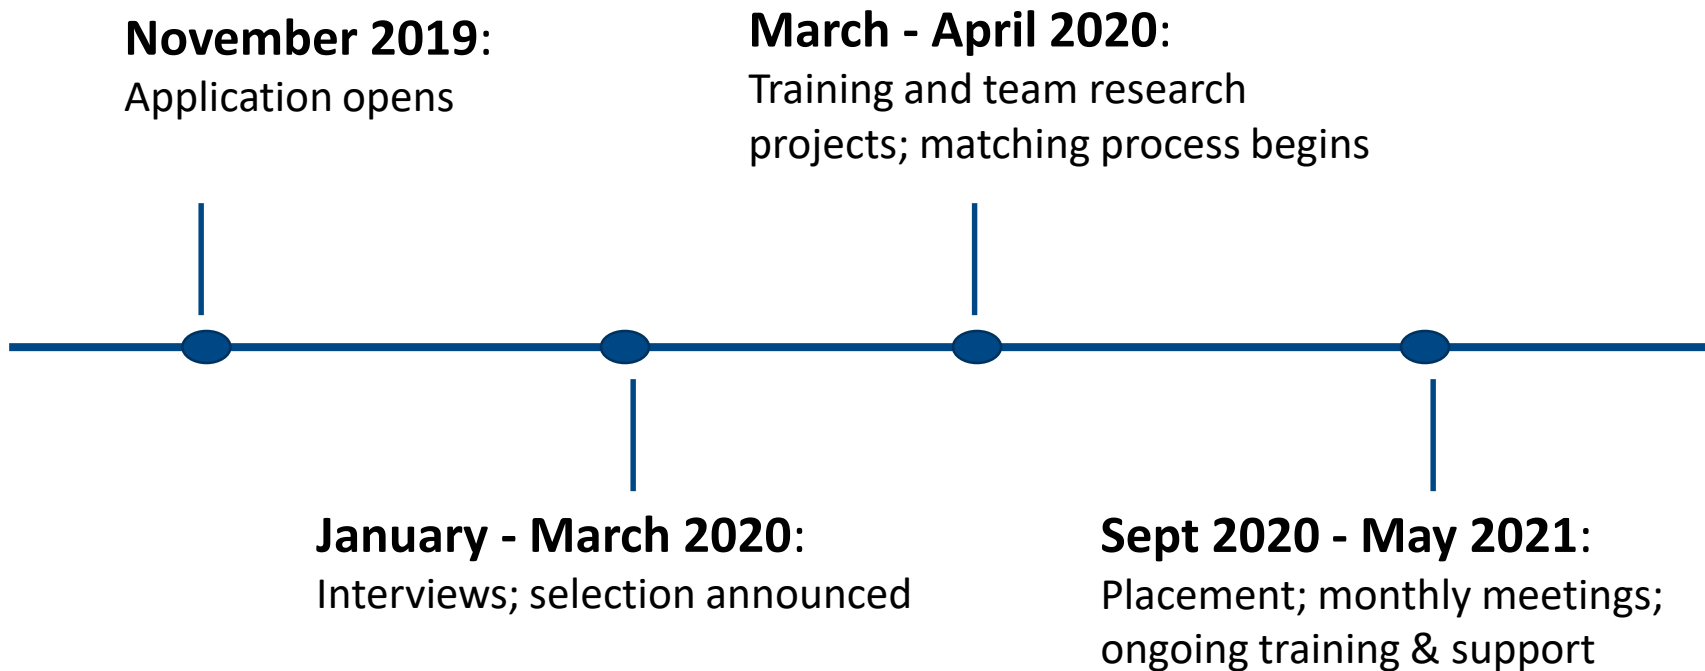 November 2019:
Application opens
January - March 2020:
Interviews; selection announced
March - April 2020:
Training and team research
projects; matching process begins
Sept 2020 - May 2021:
Placement; monthly meetings;
ongoing training & support